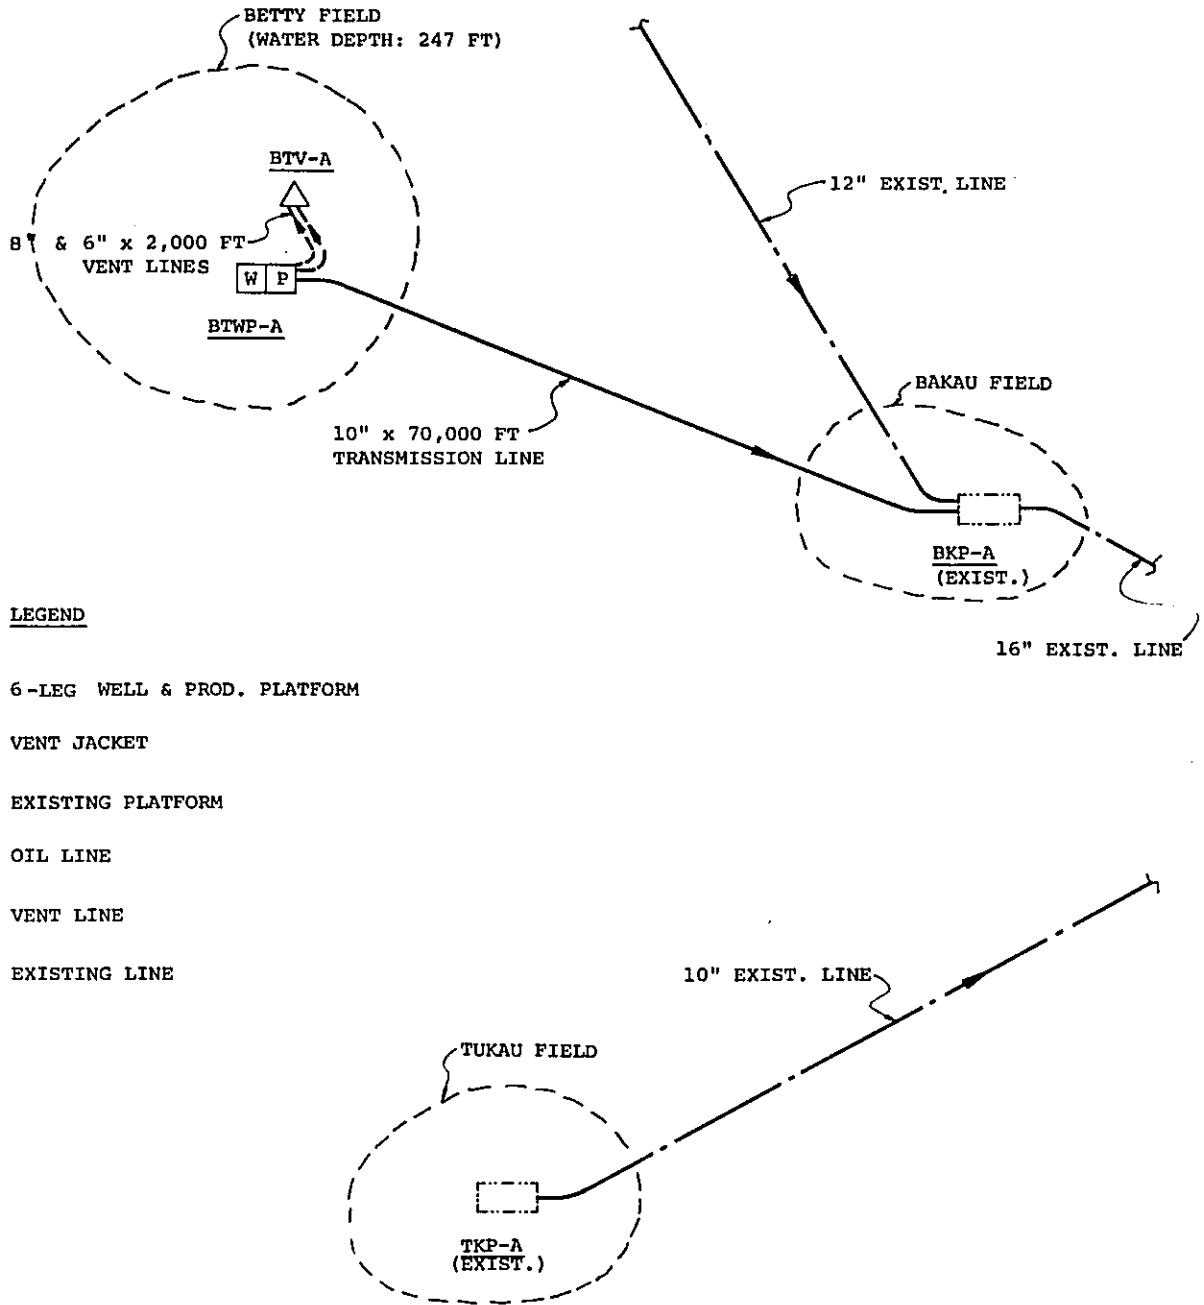 BETTY FIELD
(WATER DEPTH: 247 FT)
BTV-A
12" EXIST. LINE
8" & 6" x 2,000 FT
VENT LINES
W P
BTWP-A
BAKAU FIELD
10" x 70,000 FT
TRANSMISSION LINE
BKP-A
(EXIST.)
16" EXIST. LINE
LEGEND
6-LEG WELL & PROD. PLATFORM
VENT JACKET
EXISTING PLATFORM
OIL LINE
VENT LINE
EXISTING LINE
10" EXIST. LINE
TUKAU FIELD
TKP-A
(EXIST.)